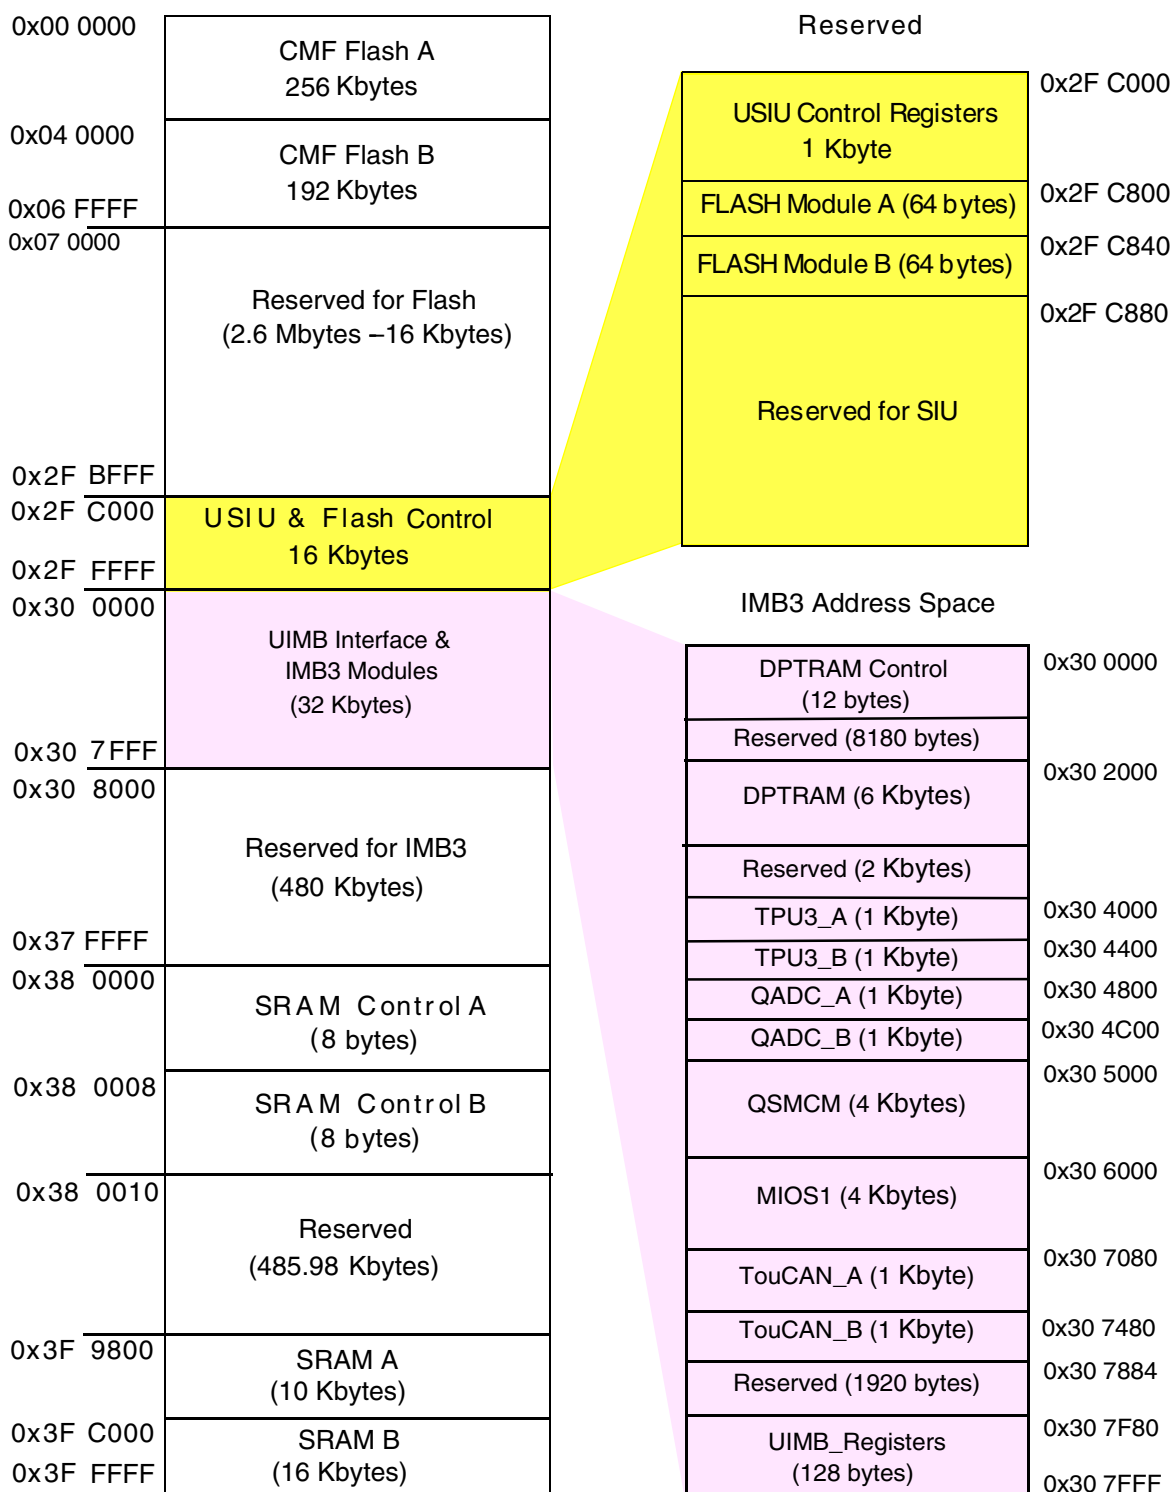 0x00 0000
CMF Flash A
256 Kbytes
0x04 0000
CMF Flash B
192 Kbytes
0x06 FFFF
0x07 0000
Reserved for Flash
(2.6 Mbytes –16 Kbytes)
0x2F BFFF
0x2F C000
USIU & Flash Control
16 Kbytes
0x2F FFFF
0x30 0000
UIMB Interface &
IMB3 Modules
(32 Kbytes)
0x30 7FFF
0x30 8000
Reserved for IMB3
(480 Kbytes)
0x37 FFFF
0x38 0000
SRAM Control A
(8 bytes)
0x38 0008
SRAM Control B
(8 bytes)
0x38 0010
Reserved
(485.98 Kbytes)
0x3F 9800
SRAM A
(10 Kbytes)
0x3F C000
SRAM B
(16 Kbytes)
0x3F FFFF
Reserved
0x2F C000
USIU Control Registers
1 Kbyte
0x2F C800
FLASH Module A (64 bytes)
0x2F C840
FLASH Module B (64 bytes)
0x2F C880
Reserved for SIU
IMB3 Address Space
0x30 0000
DPTRAM Control
(12 bytes)
Reserved (8180 bytes)
0x30 2000
DPTRAM (6 Kbytes)
Reserved (2 Kbytes)
0x30 4000
TPU3_A (1 Kbyte)
0x30 4400
TPU3_B (1 Kbyte)
0x30 4800
QADC_A (1 Kbyte)
0x30 4C00
QADC_B (1 Kbyte)
0x30 5000
QSMCM (4 Kbytes)
0x30 6000
MIOS1 (4 Kbytes)
0x30 7080
TouCAN_A (1 Kbyte)
0x30 7480
TouCAN_B (1 Kbyte)
0x30 7884
Reserved (1920 bytes)
0x30 7F80
UIMB_Registers
(128 bytes)
0x30 7FFF